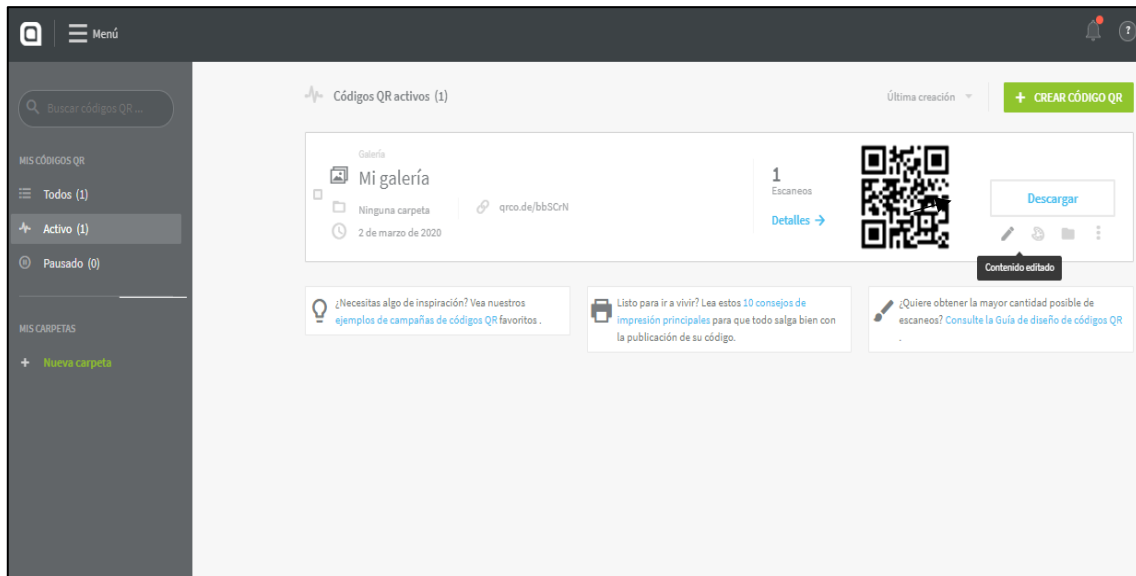 Menú
?
Buscar códigos QR ...
MIS CÓDIGOS QR
Todos (1)
Activo (1)
Pausado (0)
MIS CARPETAS
+ Nueva carpeta
Códigos QR activos (1)
Última creación
+ CREAR CÓDIGO QR
Galería
Mi galería
Ninguna carpeta
qrco.de/bbSCrN
2 de marzo de 2020
1
Escaneos
Detalles →
Descargar
Contenido editado
¿Necesitas algo de inspiración? Vea nuestros
ejemplos de campañas de códigos QR favoritos .
Listo para ir a vivir? Lea estos 10 consejos de
impresión principales para que todo salga bien con
la publicación de su código.
¿Quiere obtener la mayor cantidad posible de
escaneos? Consulte la Guía de diseño de códigos QR
.